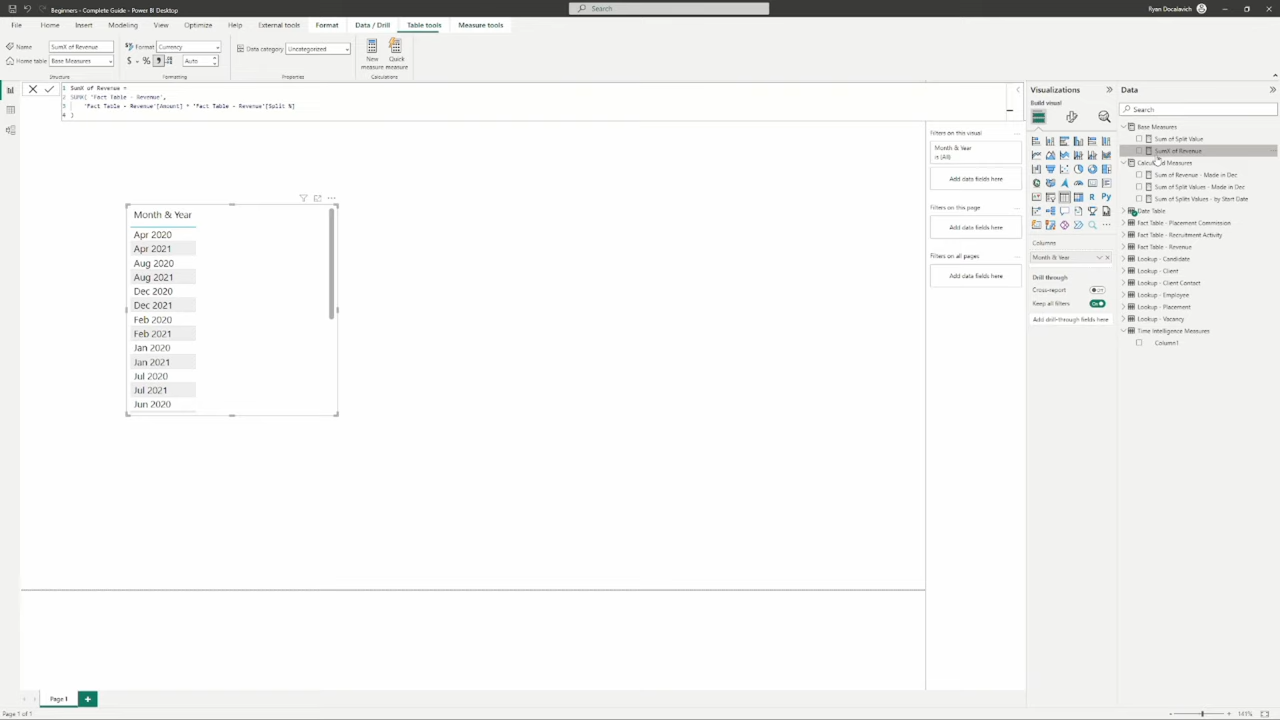 Beginners - Complete Guide - Power BI Desktop
Search
Ryan Docalavich
File
Home
Insert
Modeling
View
Optimize
Help
External tools
Format
Data / Drill
Table tools
Measure tools
Name
SumX of Revenue
Home table
Base Measures
Structure
Format
Currency
$
%
Auto
Formatting
Data category
Uncategorized
Properties
New measure
Quick measure
Calculations
1 SumX of Revenue =
2 SUMX( 'Fact Table - Revenue',
3 'Fact Table - Revenue'[Amount] * 'Fact Table - Revenue'[Split %]
4 )
Month & Year
Apr 2020
Apr 2021
Aug 2020
Aug 2021
Dec 2020
Dec 2021
Feb 2020
Feb 2021
Jan 2020
Jan 2021
Jul 2020
Jul 2021
Jun 2020
Filters on this visual
Month & Year
is (All)
Add data fields here
Filters on this page
Add data fields here
Filters on all pages
Add data fields here
Visualizations
Build visual
Columns
Month & Year
Drill through
Cross-report
Off
Keep all filters
On
Add drill-through fields here
Data
Search
Base Measures
Sum of Split Value
SumX of Revenue
Calculated Measures
Sum of Revenue - Made in Dec
Sum of Split Values - Made in Dec
Sum of Splits Values - by Start Date
Date Table
Fact Table - Placement Commission
Fact Table - Recruitment Activity
Fact Table - Revenue
Lookup - Candidate
Lookup - Client
Lookup - Client Contact
Lookup - Employee
Lookup - Placement
Lookup - Vacancy
Time Intelligence Measures
Column1
Page 1
Page 1 of 1
141%